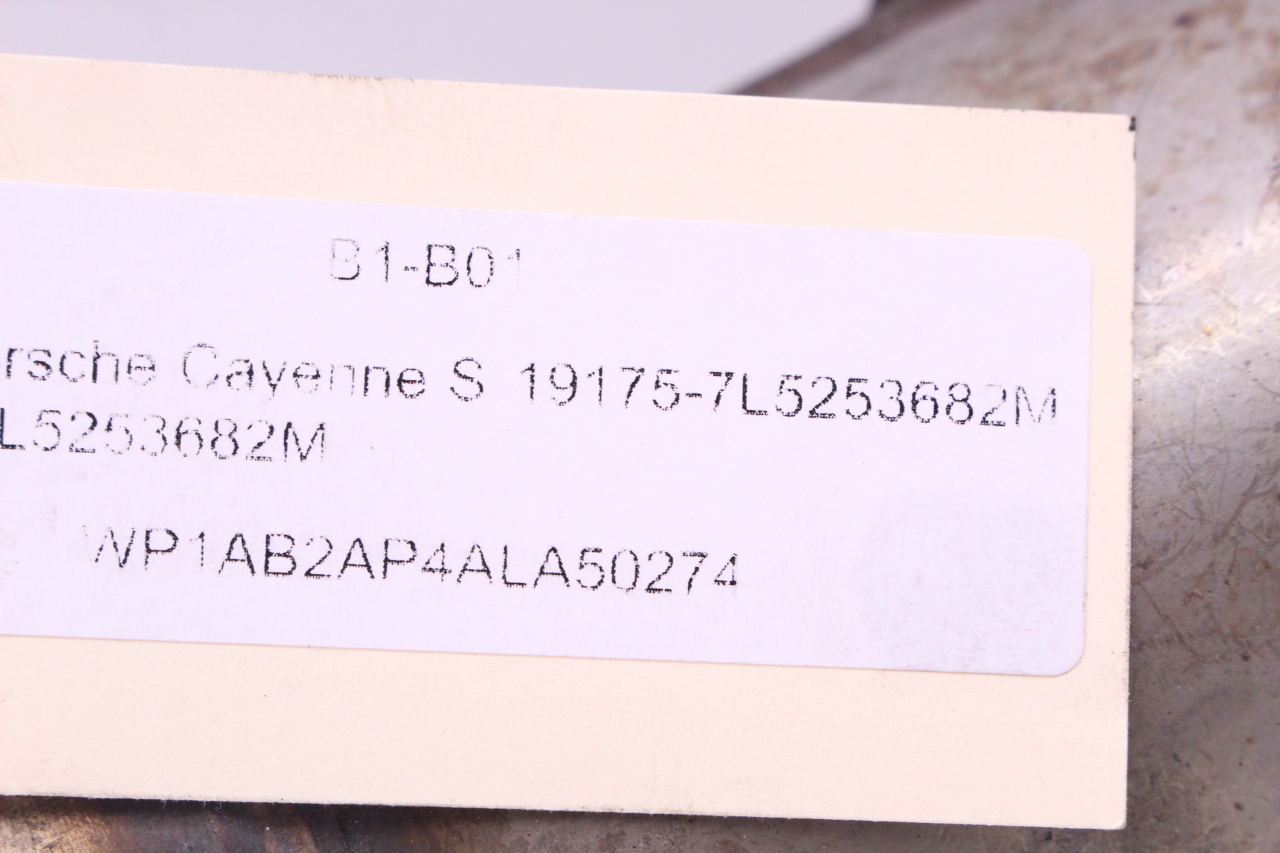 B1-B01
rsche Cayenne S 19175-7L5253682M
L5253682M
WP1AB2AP4ALA50274